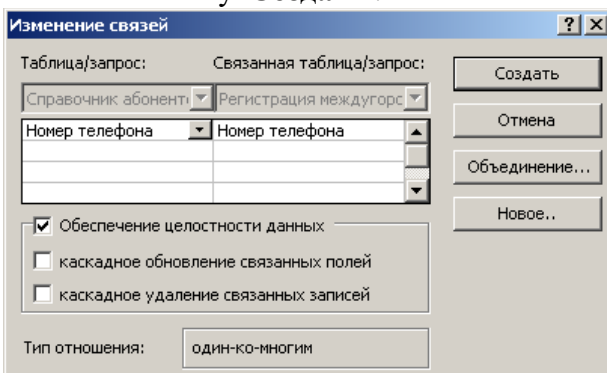 Изменение связей
Таблица/запрос: Связанная таблица/запрос:
Справочник абонент Регистрация междугорс
Номер телефона Номер телефона
Обеспечение целостности данных
каскадное обновление связанных полей
каскадное удаление связанных записей
Тип отношения: один-ко-многим
Создать
Отмена
Объединение...
Новое..